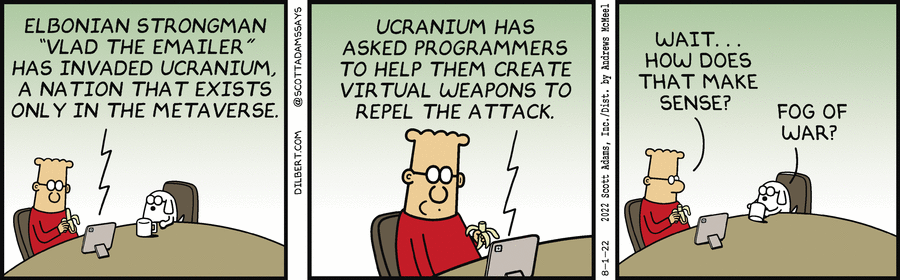 ELBONIAN STRONGMAN
"VLAD THE EMAILER"
HAS INVADED UCRANIUM,
A NATION THAT EXISTS
ONLY IN THE METAVERSE.
DILBERT.COM @SCOTTADAMSSAYS
UCRANIUM HAS
ASKED PROGRAMMERS
TO HELP THEM CREATE
VIRTUAL WEAPONS TO
REPEL THE ATTACK.
8-1-22 2022 Scott Adams, Inc./Dist. by Andrews McMeel
WAIT...
HOW DOES
THAT MAKE
SENSE?
FOG OF
WAR?